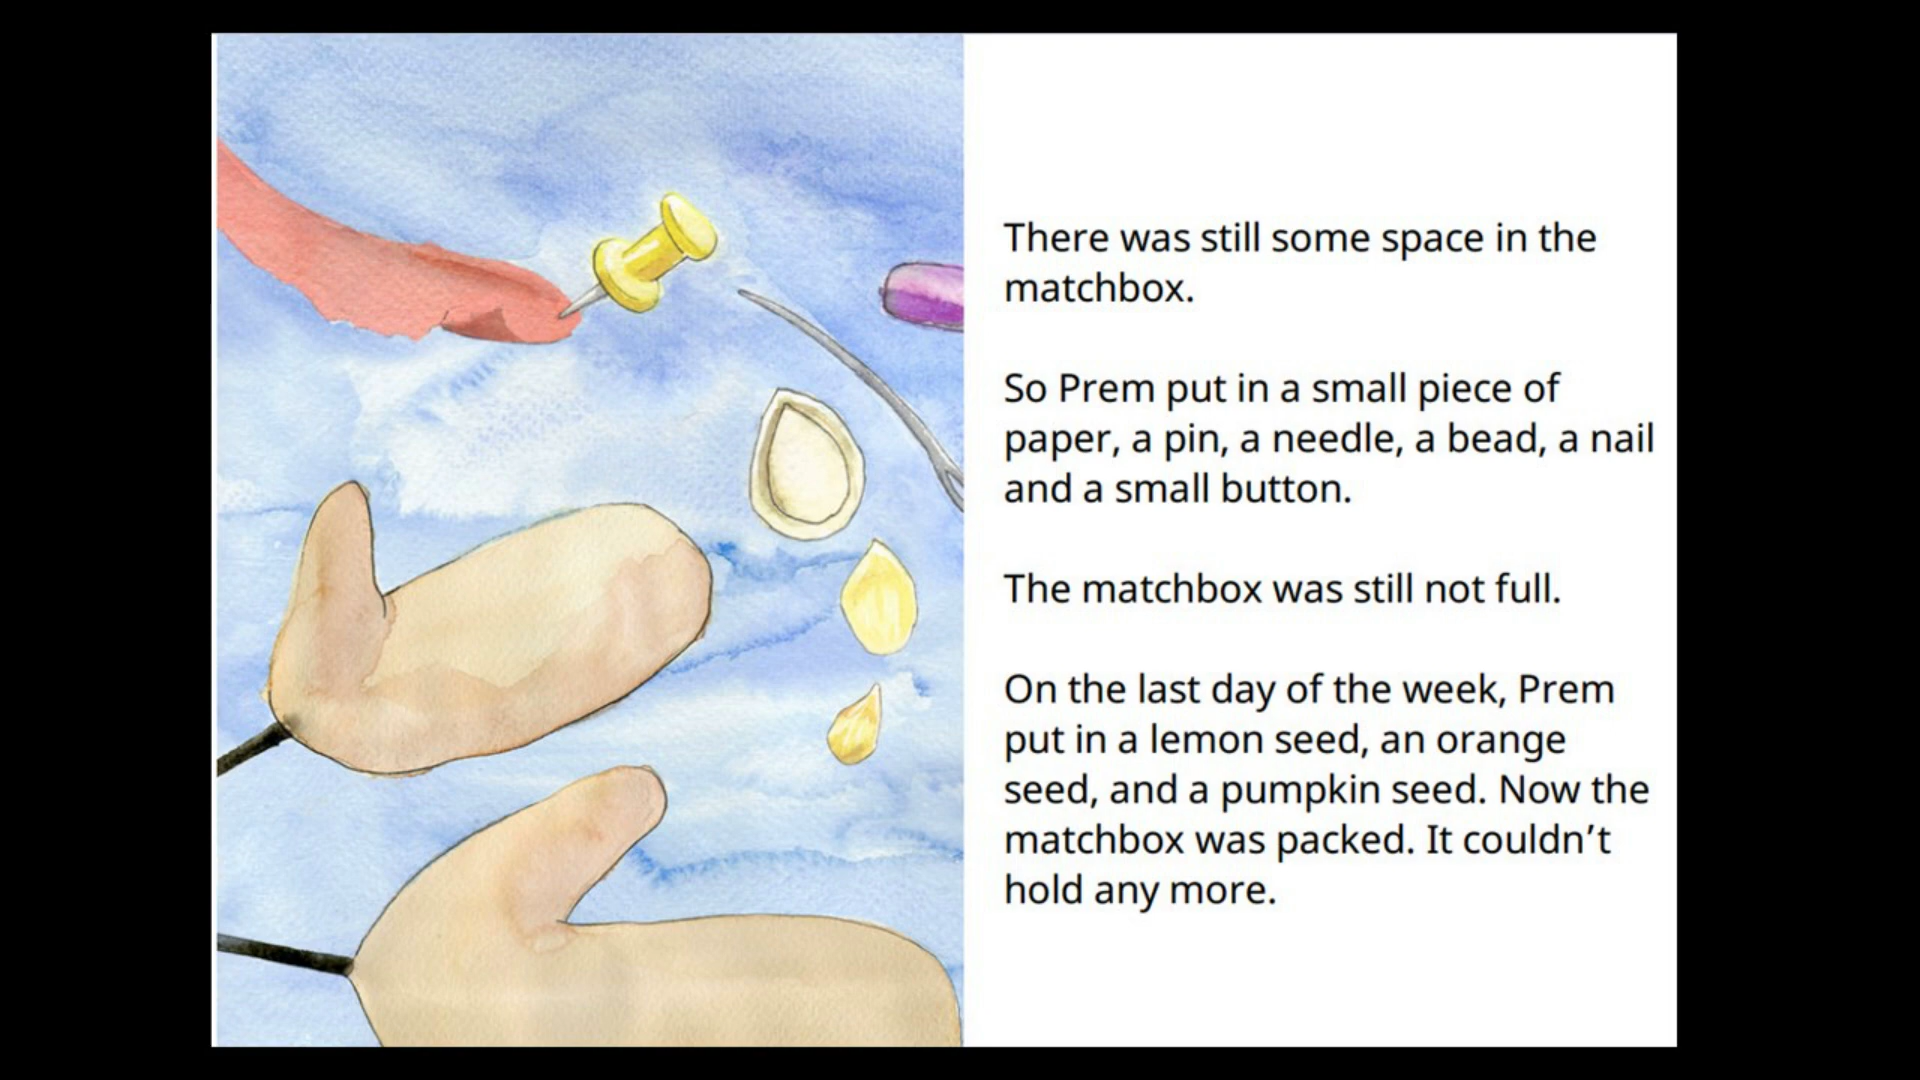 There was still some space in the
matchbox.
So Prem put in a small piece of
paper, a pin, a needle, a bead, a nail
and a small button.
The matchbox was still not full.
On the last day of the week, Prem
put in a lemon seed, an orange
seed, and a pumpkin seed. Now the
matchbox was packed. It couldn’t
hold any more.